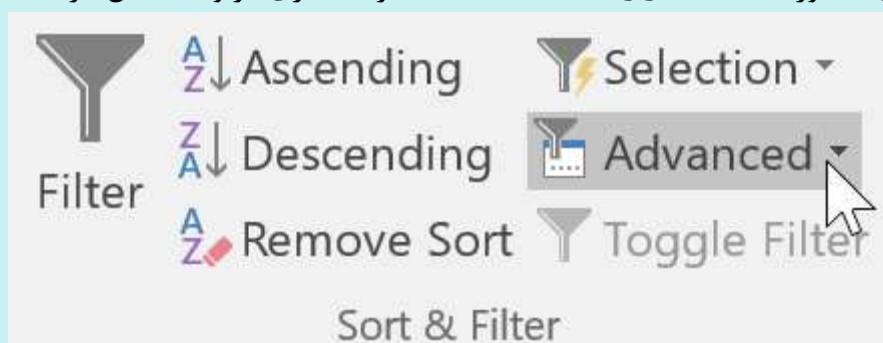 Filter
Ascending
Descending
Remove Sort
Selection
Advanced
Toggle Filter
Sort & Filter